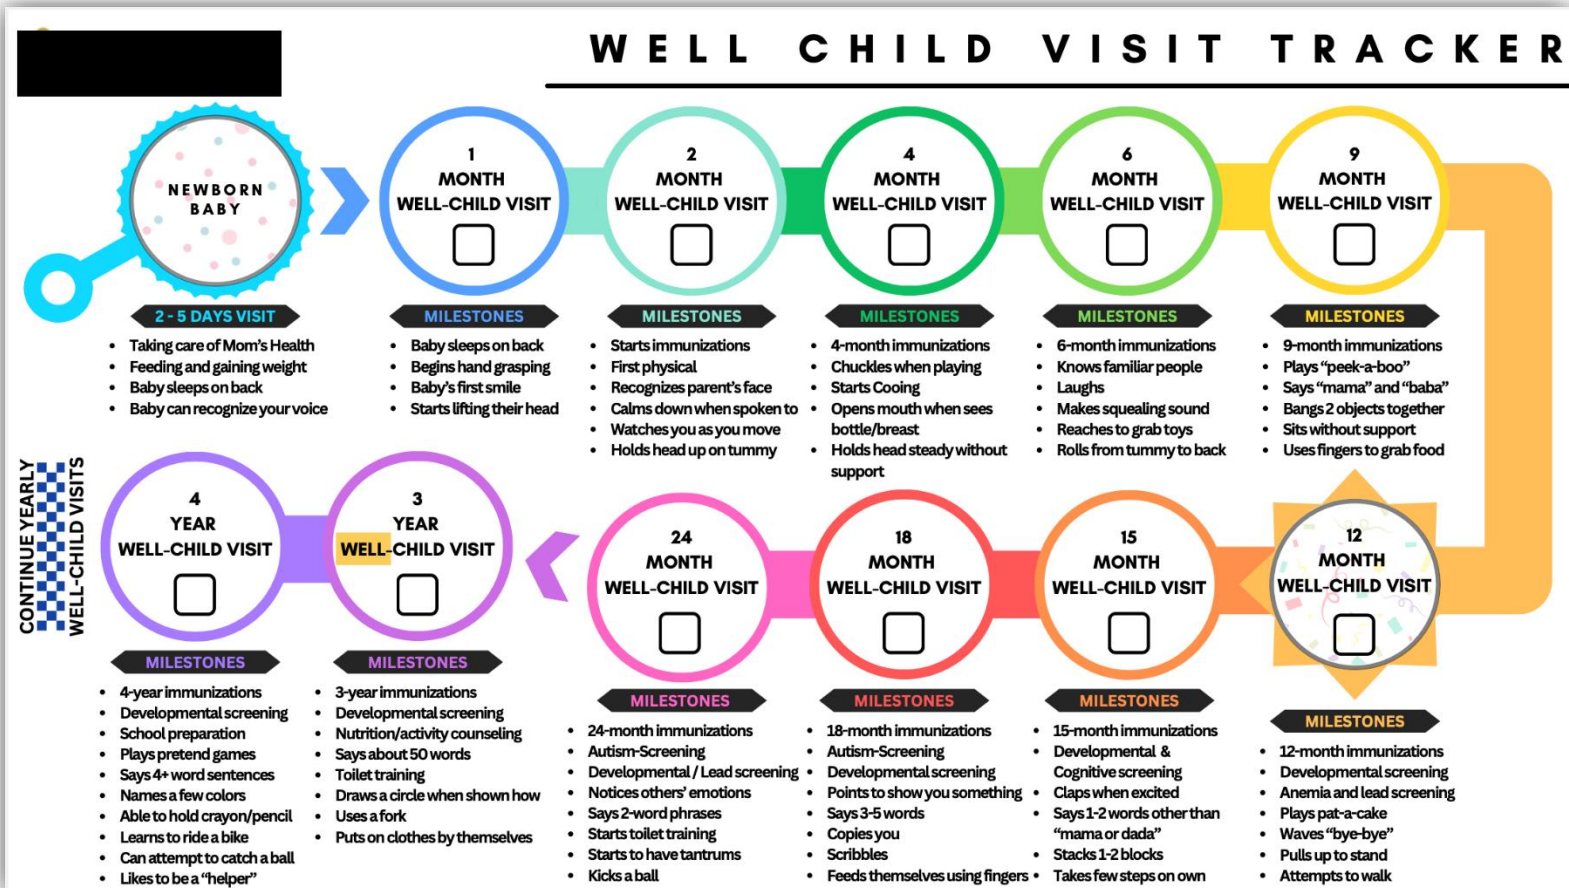 WELL CHILD VISIT TRACKER
NEWBORN
BABY
2 - 5 DAYS VISIT
• Taking care of Mom's Health
• Feeding and gaining weight
• Baby sleeps on back
• Baby can recognize your voice
1
MONTH
WELL-CHILD VISIT
MILESTONES
• Baby sleeps on back
• Begins hand grasping
• Baby's first smile
• Starts lifting their head
2
MONTH
WELL-CHILD VISIT
MILESTONES
• Starts immunizations
• First physical
• Recognizes parent's face
• Calms down when spoken to
• Watches you as you move
• Holds head up on tummy
4
MONTH
WELL-CHILD VISIT
MILESTONES
• 4-month immunizations
• Chuckles when playing
• Starts Cooing
• Opens mouth when sees
bottle/breast
• Holds head steady without
support
6
MONTH
WELL-CHILD VISIT
MILESTONES
• 6-month immunizations
• Knows familiar people
• Laughs
• Makes squealing sound
• Reaches to grab toys
• Rolls from tummy to back
9
MONTH
WELL-CHILD VISIT
MILESTONES
• 9-month immunizations
• Plays “peek-a-boo”
• Says “mama” and “baba”
• Bangs 2 objects together
• Sits without support
• Uses fingers to grab food
12
MONTH
WELL-CHILD VISIT
MILESTONES
• 12-month immunizations
• Developmental screening
• Anemia and lead screening
• Plays pat-a-cake
• Waves “bye-bye”
• Pulls up to stand
• Attempts to walk
15
MONTH
WELL-CHILD VISIT
MILESTONES
• 15-month immunizations
• Developmental &
Cognitive screening
• Claps when excited
• Says 1-2 words other than
“mama or dada”
• Stacks 1-2 blocks
• Takes few steps on own
18
MONTH
WELL-CHILD VISIT
MILESTONES
• 18-month immunizations
• Autism-Screening
• Developmental screening
• Points to show you something
• Says 3-5 words
• Copies you
• Scribbles
• Feeds themselves using fingers
24
MONTH
WELL-CHILD VISIT
MILESTONES
• 24-month immunizations
• Autism-Screening
• Developmental / Lead screening
• Notices others' emotions
• Says 2-word phrases
• Starts toilet training
• Starts to have tantrums
• Kicks a ball
3
YEAR
WELL-CHILD VISIT
MILESTONES
• 3-year immunizations
• Developmental screening
• Nutrition/activity counseling
• Says about 50 words
• Toilet training
• Draws a circle when shown how
• Uses a fork
• Puts on clothes by themselves
4
YEAR
WELL-CHILD VISIT
MILESTONES
• 4-year immunizations
• Developmental screening
• School preparation
• Plays pretend games
• Says 4+ word sentences
• Names a few colors
• Able to hold crayon/pencil
• Learns to ride a bike
• Can attempt to catch a ball
• Likes to be a “helper”
CONTINUE YEARLY
WELL-CHILD VISITS